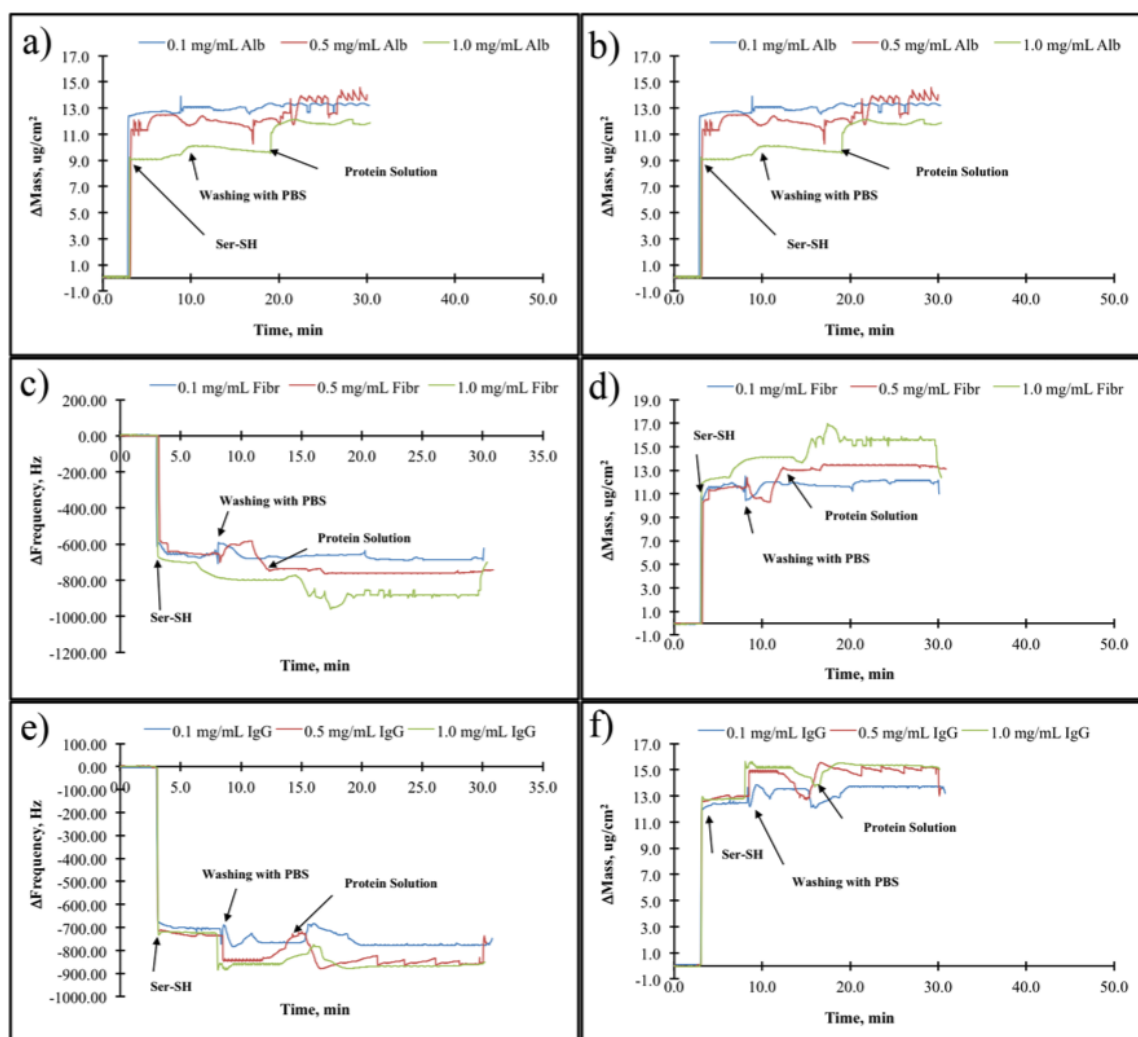 a)
0.1 mg/mL Alb 0.5 mg/mL Alb 1.0 mg/mL Alb
17.0
15.0
13.0
11.0
9.0
7.0
5.0
3.0
1.0
-1.0
ΔMass, ug/cm²
Protein Solution
Washing with PBS
Ser-SH
0.0 10.0 20.0 30.0 40.0 50.0
Time, min
b)
0.1 mg/mL Alb 0.5 mg/mL Alb 1.0 mg/mL Alb
17.0
15.0
13.0
11.0
9.0
7.0
5.0
3.0
1.0
-1.0
ΔMass, ug/cm²
Protein Solution
Washing with PBS
Ser-SH
0.0 10.0 20.0 30.0 40.0 50.0
Time, min
c)
0.1 mg/mL Fibr 0.5 mg/mL Fibr 1.0 mg/mL Fibr
200.00
0.00
-200.00
-400.00
-600.00
-800.00
-1000.00
-1200.00
ΔFrequency, Hz
0.0 5.0 10.0 15.0 20.0 25.0 30.0 35.0
Washing with PBS
Protein Solution
Ser-SH
Time, min
d)
0.1 mg/mL Fibr 0.5 mg/mL Fibr 1.0 mg/mL Fibr
19.0
17.0
15.0
13.0
11.0
9.0
7.0
5.0
3.0
1.0
-1.0
ΔMass, ug/cm²
Ser-SH
Protein Solution
Washing with PBS
0.0 10.0 20.0 30.0 40.0 50.0
Time, min
e)
0.1 mg/mL IgG 0.5 mg/mL IgG 1.0 mg/mL IgG
100.00
0.00
-100.00
-200.00
-300.00
-400.00
-500.00
-600.00
-700.00
-800.00
-900.00
-1000.00
ΔFrequency, Hz
0.0 5.0 10.0 15.0 20.0 25.0 30.0 35.0
Washing with PBS
Protein Solution
Ser-SH
Time, min
f)
0.1 mg/mL IgG 0.5 mg/mL IgG 1.0 mg/mL IgG
17.0
15.0
13.0
11.0
9.0
7.0
5.0
3.0
1.0
-1.0
ΔMass, ug/cm²
Protein Solution
Ser-SH
Washing with PBS
0.0 10.0 20.0 30.0 40.0 50.0
Time, min